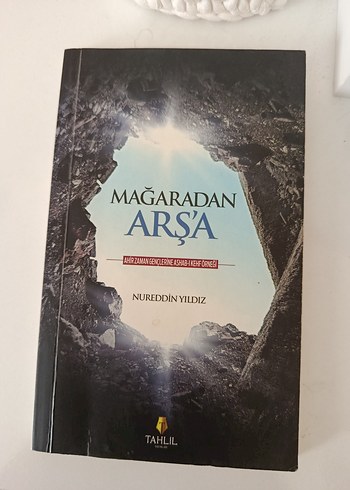 MAĞARADAN
ARŞ'A
AHİR ZAMAN GENÇLERİNE ASHAB-I KEHF ÖRNEĞİ
NUREDDİN YILDIZ
TAHLİL